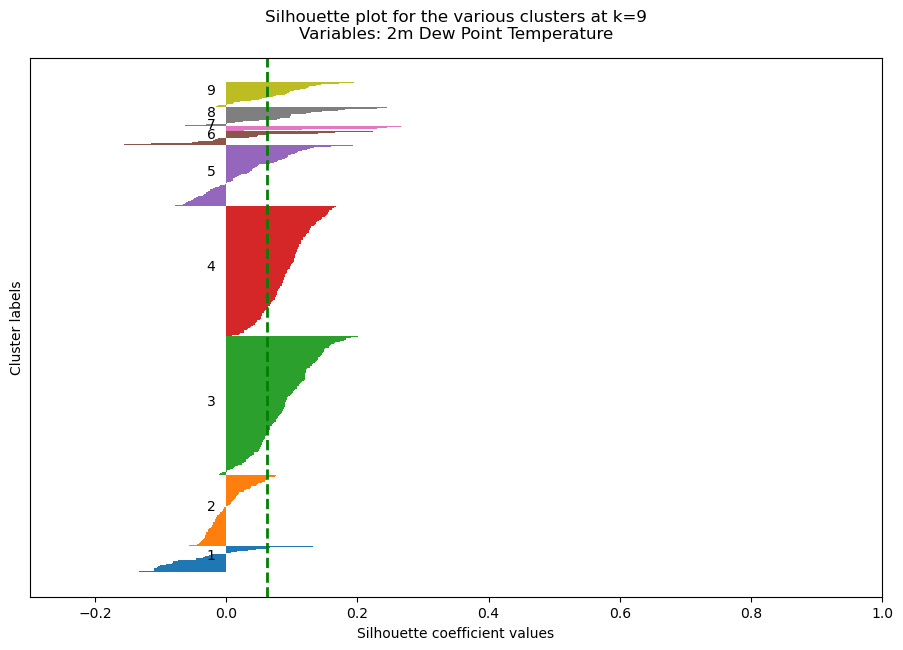 Silhouette plot for the various clusters at k=9
Variables: 2m Dew Point Temperature
Cluster labels
9
8
7
6
5
4
3
2
1
−0.2 0.0 0.2 0.4 0.6 0.8 1.0
Silhouette coefficient values